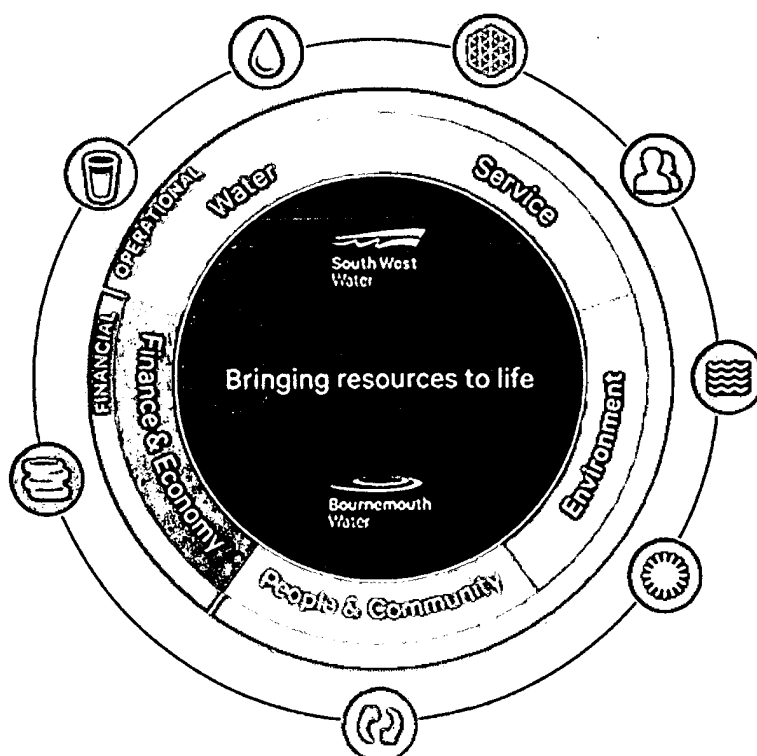 OPERATIONAL
FINANCIAL
Water
Service
Environment
People & Community
Finance & Economy
South West
Water
Bringing resources to life
Bournemouth
Water